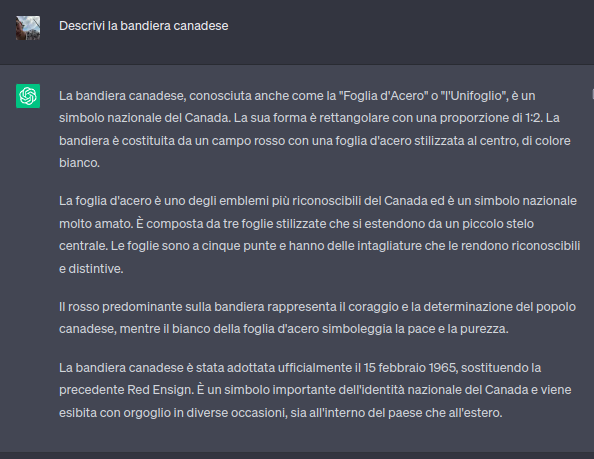 Descrivi la bandiera canadese
La bandiera canadese, conosciuta anche come la "Foglia d'Acero" o "l'Unifoglio", è un
simbolo nazionale del Canada. La sua forma è rettangolare con una proporzione di 1:2. La
bandiera è costituita da un campo rosso con una foglia d'acero stilizzata al centro, di colore
bianco.
La foglia d'acero è uno degli emblemi più riconoscibili del Canada ed è un simbolo nazionale
molto amato. È composta da tre foglie stilizzate che si estendono da un piccolo stelo
centrale. Le foglie sono a cinque punte e hanno delle intagliature che le rendono riconoscibili
e distintive.
Il rosso predominante sulla bandiera rappresenta il coraggio e la determinazione del popolo
canadese, mentre il bianco della foglia d'acero simboleggia la pace e la purezza.
La bandiera canadese è stata adottata ufficialmente il 15 febbraio 1965, sostituendo la
precedente Red Ensign. È un simbolo importante dell'identità nazionale del Canada e viene
esibita con orgoglio in diverse occasioni, sia all'interno del paese che all'estero.